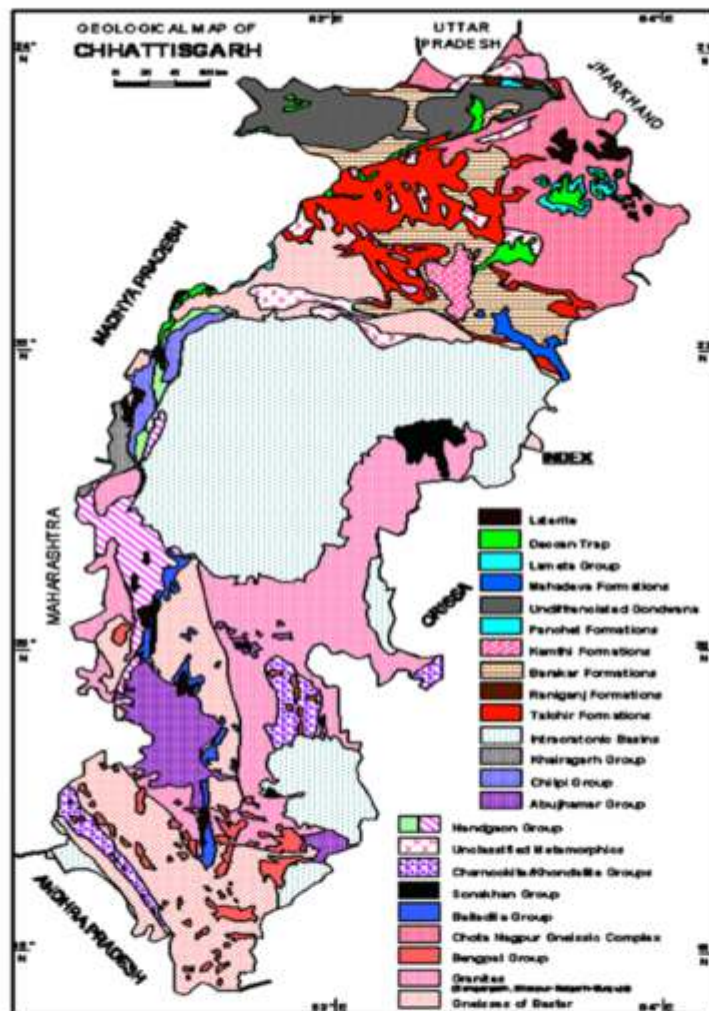 GEOLOGICAL MAP OF
CHHATTISGARH
UTTAR
PRADESH
JHARKHAND
MADHYA PRADESH
MAHARASHTRA
ORISSA
ANDHRA PRADESH
INDEX
Laterite
Deccan Trap
Lameta Group
Mahadeva Formations
Undifferentiated Gondwana
Panchet Formations
Kamthi Formations
Barakar Formations
Raniganj Formations
Talchir Formations
Intracratonic Basins
Khairagarh Group
Chilpi Group
Abujhamar Group
Nandgaon Group
Unclassified Metamorphics
Charnockite/Khondalite Groups
Sonakhan Group
Bailadila Group
Chota Nagpur Gneissic Complex
Bengpal Group
Granites
Gneisses of Bastar